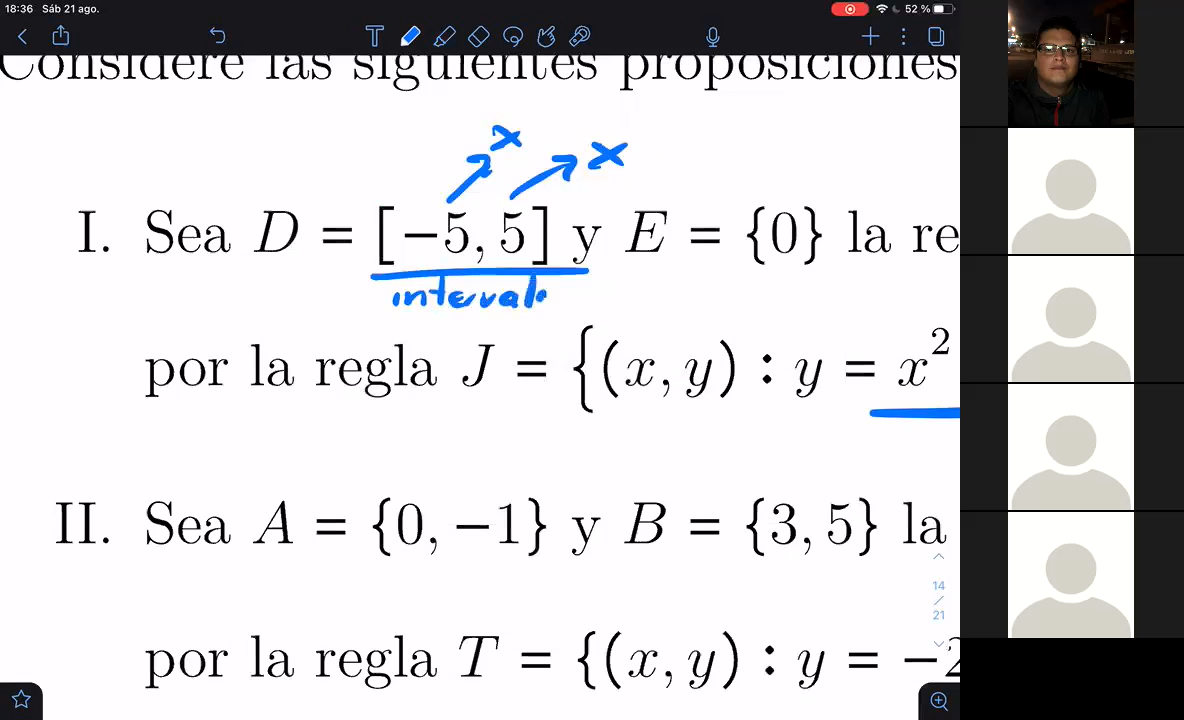 18:36 Sáb 21 ago. 52 %
Considere las siguientes proposiciones
x x
I. Sea D = [−5, 5] y E = {0} la re
intervalo
por la regla J = {(x, y) : y = x²
II. Sea A = {0, −1} y B = {3, 5} la
14
/
21
por la regla T = {(x, y) : y = −2